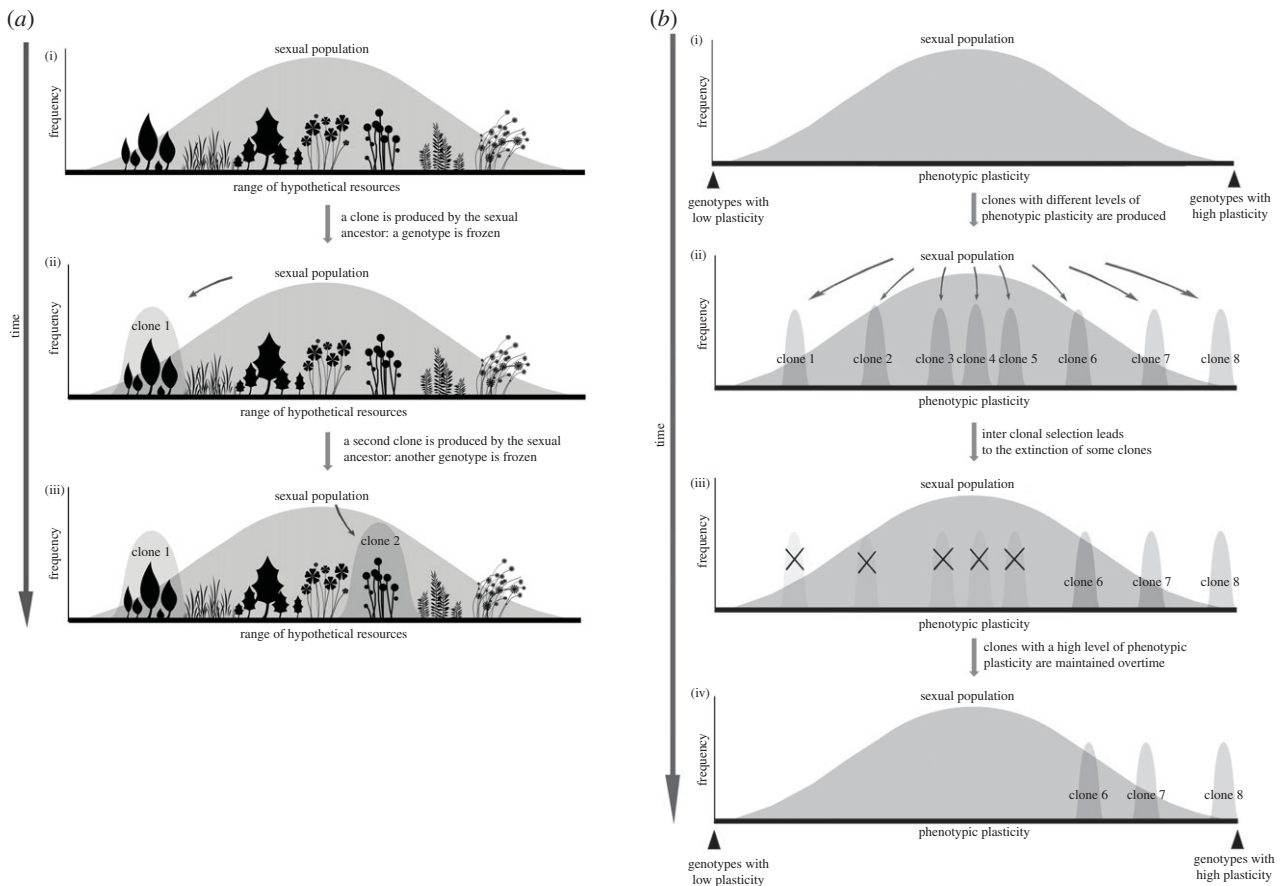 (a)
(i)
sexual population
frequency
range of hypothetical resources
a clone is produced by the sexual
ancestor: a genotype is frozen
(ii)
sexual population
clone 1
frequency
range of hypothetical resources
time
a second clone is produced by the sexual
ancestor: another genotype is frozen
(iii)
sexual population
clone 1
clone 2
frequency
range of hypothetical resources
(b)
(i)
sexual population
frequency
phenotypic plasticity
genotypes with
low plasticity
clones with different levels of
phenotypic plasticity are produced
genotypes with
high plasticity
(ii)
sexual population
frequency
clone 1 clone 2 clone 3 clone 4 clone 5 clone 6 clone 7 clone 8
phenotypic plasticity
time
inter clonal selection leads
to the extinction of some clones
(iii)
sexual population
frequency
clone 6 clone 7 clone 8
phenotypic plasticity
clones with a high level of phenotypic
plasticity are maintained overtime
(iv)
sexual population
frequency
clone 6 clone 7 clone 8
phenotypic plasticity
genotypes with
low plasticity
genotypes with
high plasticity